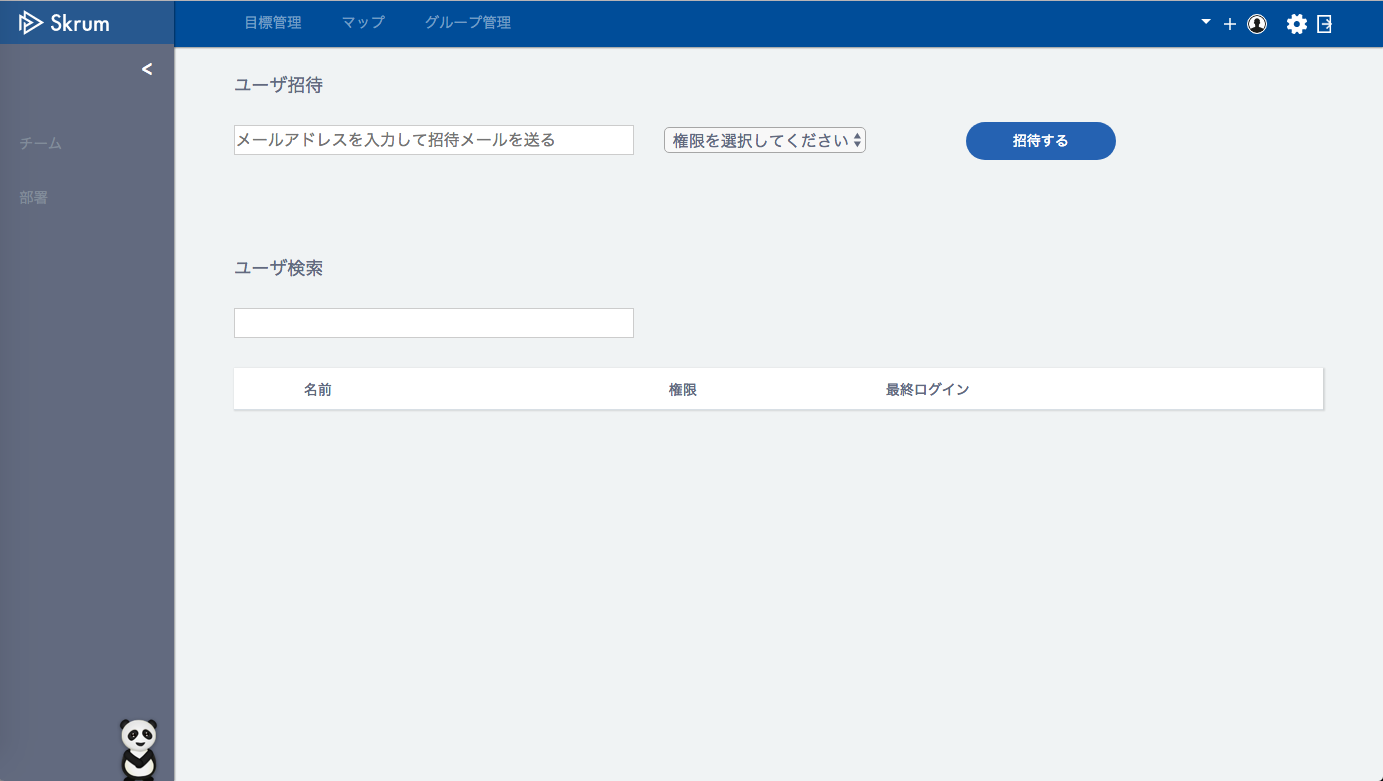 Skrum
目標管理 マップ グループ管理
<
チーム
部署
ユーザ招待
メールアドレスを入力して招待メールを送る 権限を選択してください 招待する
ユーザ検索
名前 権限 最終ログイン